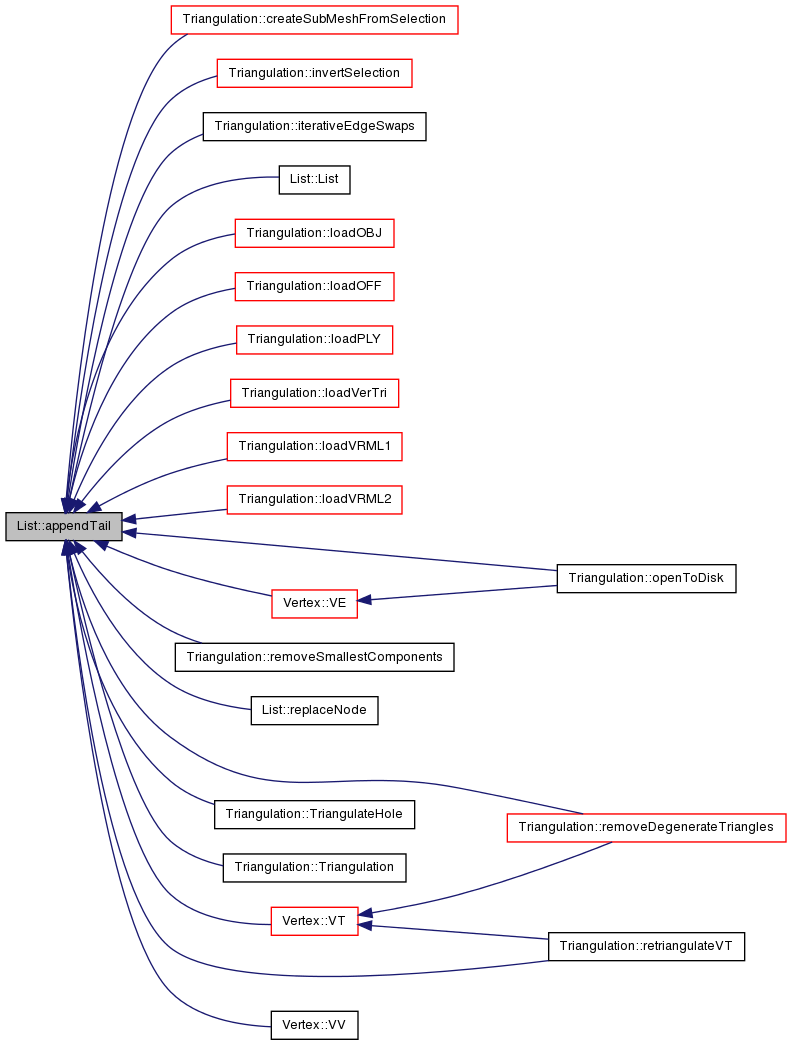 Triangulation::createSubMeshFromSelection
Triangulation::invertSelection
Triangulation::iterativeEdgeSwaps
List::List
Triangulation::loadOBJ
Triangulation::loadOFF
Triangulation::loadPLY
Triangulation::loadVerTri
Triangulation::loadVRML1
Triangulation::loadVRML2
List::appendTail
Triangulation::openToDisk
Vertex::VE
Triangulation::removeSmallestComponents
List::replaceNode
Triangulation::TriangulateHole
Triangulation::removeDegenerateTriangles
Triangulation::Triangulation
Vertex::VT
Triangulation::retriangulateVT
Vertex::VV